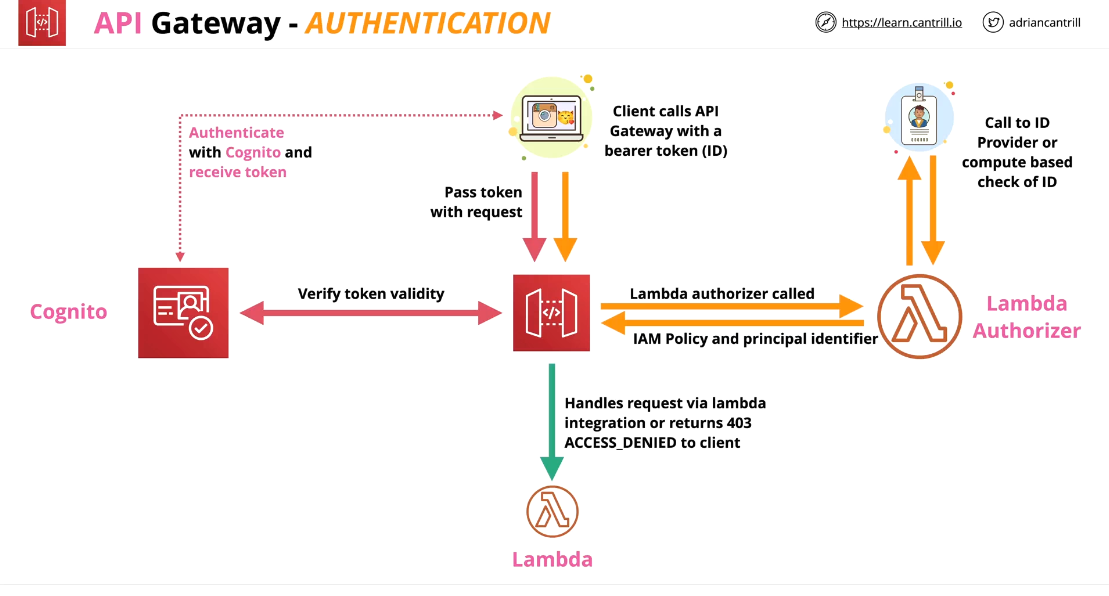 API Gateway - AUTHENTICATION
https://learn.cantrill.io
adriancantrill
Authenticate
with Cognito and
receive token
Client calls API
Gateway with a
bearer token (ID)
Call to ID
Provider or
compute based
check of ID
Pass token
with request
Cognito
Verify token validity
</>
Lambda authorizer called
IAM Policy and principal identifier
Lambda
Authorizer
Handles request via lambda
integration or returns 403
ACCESS_DENIED to client
Lambda